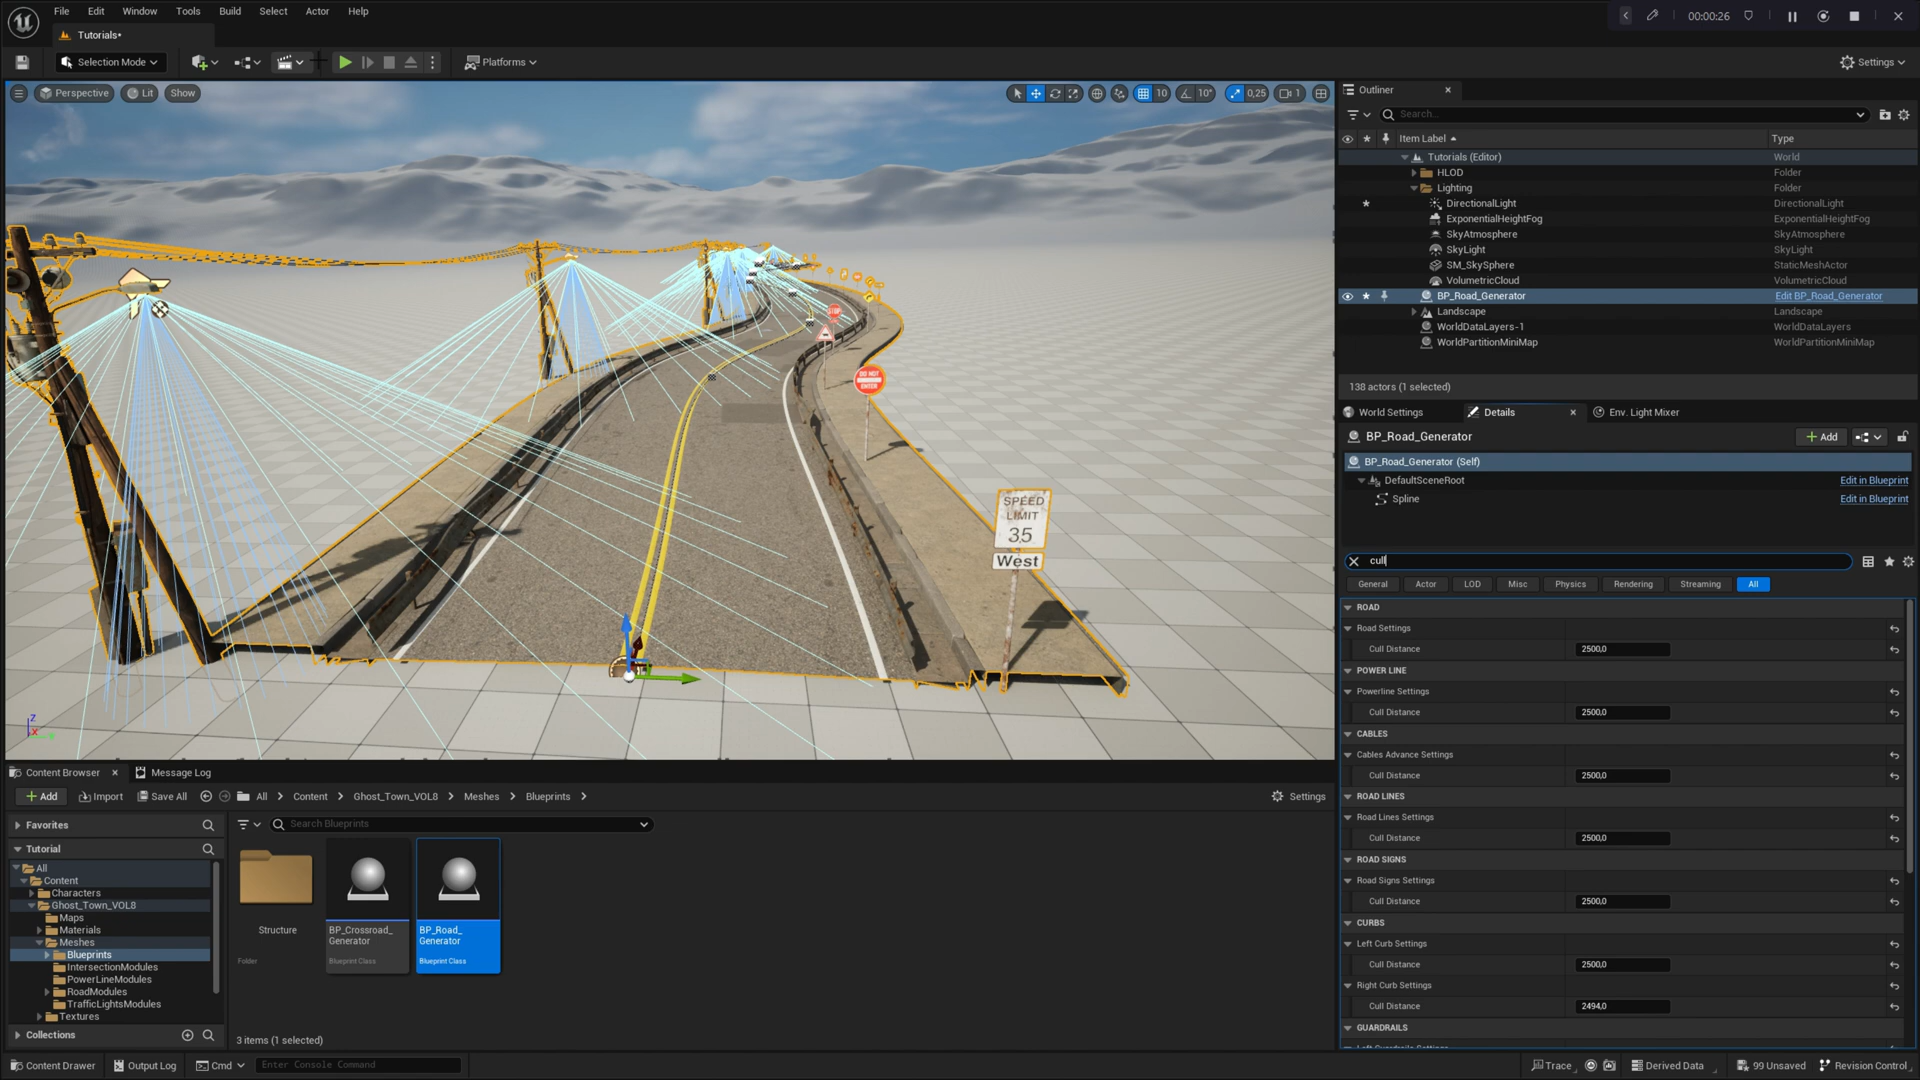 File Edit Window Tools Build Select Actor Help
00:00:26
Tutorials•
Selection Mode
Platforms
Settings
Perspective Lit Show
10 10° 0,25 1
DO NOT
ENTER
STOP
SPEED
LIMIT
35
West
Z
X
Outliner
Search...
Item Label Type
Tutorials (Editor) World
HLOD Folder
Lighting Folder
DirectionalLight DirectionalLight
ExponentialHeightFog ExponentialHeightFog
SkyAtmosphere SkyAtmosphere
SkyLight SkyLight
SM_SkySphere StaticMeshActor
VolumetricCloud VolumetricCloud
BP_Road_Generator Edit BP_Road_Generator
Landscape Landscape
WorldDataLayers-1 WorldDataLayers
WorldPartitionMiniMap WorldPartitionMiniMap
138 actors (1 selected)
World Settings Details Env. Light Mixer
BP_Road_Generator + Add
BP_Road_Generator (Self)
DefaultSceneRoot Edit in Blueprint
Spline Edit in Blueprint
cull
General Actor LOD Misc Physics Rendering Streaming All
ROAD
Road Settings
Cull Distance 2500,0
POWER LINE
Powerline Settings
Cull Distance 2500,0
CABLES
Cables Advance Settings
Cull Distance 2500,0
ROAD LINES
Road Lines Settings
Cull Distance 2500,0
ROAD SIGNS
Road Signs Settings
Cull Distance 2500,0
CURBS
Left Curb Settings
Cull Distance 2500,0
Right Curb Settings
Cull Distance 2494,0
GUARDRAILS
Left Guardrails Settings
Content Browser Message Log
+ Add Import Save All All > Content > Ghost_Town_VOL8 > Meshes > Blueprints > Settings
Favorites
Search Blueprints
Tutorial
All
Content
Characters
Ghost_Town_VOL8
Maps
Materials
Meshes
Blueprints
IntersectionModules
PowerLineModules
RoadModules
TrafficLightsModules
Textures
Collections
Structure
Folder
BP_Crossroad_
Generator
Blueprint Class
BP_Road_
Generator
Blueprint Class
3 items (1 selected)
Content Drawer Output Log Cmd Enter Console Command Trace Derived Data 99 Unsaved Revision Control